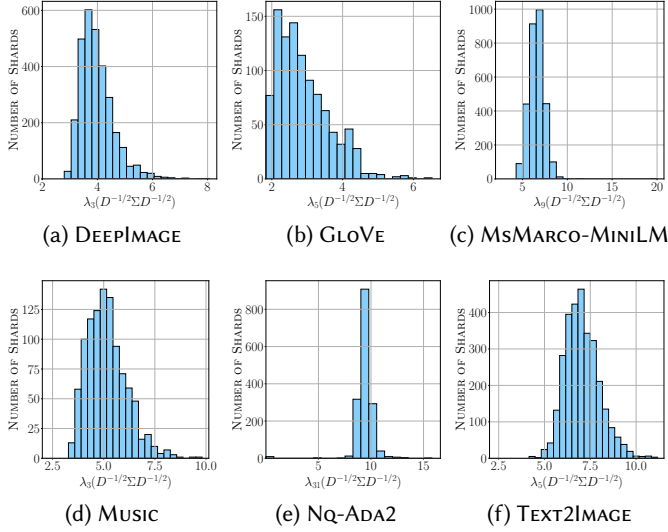 NUMBER OF SHARDS
600
400
200
0
2
4
6
8
λ₃(D⁻¹/²ΣD⁻¹/²)
(a) DEEPIMAGE
NUMBER OF SHARDS
150
100
50
0
2
4
6
λ₅(D⁻¹/²ΣD⁻¹/²)
(b) GLOVE
NUMBER OF SHARDS
1000
800
600
400
200
0
5
10
15
20
λ₉(D⁻¹/²ΣD⁻¹/²)
(c) MSMARCO-MINILM
NUMBER OF SHARDS
125
100
75
50
25
0
2.5
5.0
7.5
10.0
λ₃(D⁻¹/²ΣD⁻¹/²)
(d) MUSIC
NUMBER OF SHARDS
800
600
400
200
0
5
10
15
λ₃₁(D⁻¹/²ΣD⁻¹/²)
(e) NQ-ADA2
NUMBER OF SHARDS
400
300
200
100
0
2.5
5.0
7.5
10.0
λ₅(D⁻¹/²ΣD⁻¹/²)
(f) TEXT2IMAGE